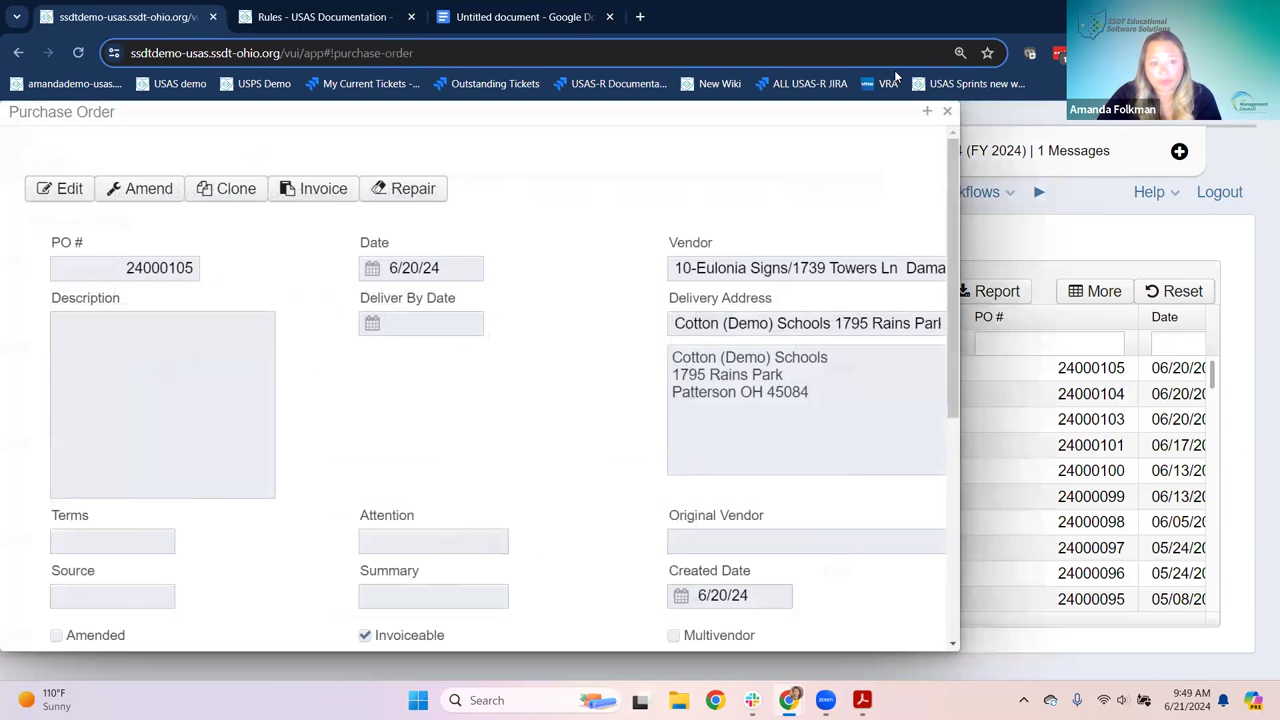 ssdtdemo-usas.ssdt-ohio.org/v
Rules - USAS Documentation -
Untitled document - Google Do
ssdtdemo-usas.ssdt-ohio.org/vui/app#!purchase-order
amandademo-usas...
USAS demo
USPS Demo
My Current Tickets -...
Outstanding Tickets
USAS-R Documenta...
New Wiki
ALL USAS-R JIRA
VRA
USAS Sprints new w...
SSDT Educational
Software Solutions
Management
Council
Amanda Folkman
Purchase Order
4 (FY 2024) | 1 Messages
kflows
Help
Logout
Edit
Amend
Clone
Invoice
Repair
PO #
Date
Vendor
24000105
6/20/24
10-Eulonia Signs/1739 Towers Ln Dama
Description
Deliver By Date
Delivery Address
Cotton (Demo) Schools 1795 Rains Park
Cotton (Demo) Schools
1795 Rains Park
Patterson OH 45084
Terms
Attention
Original Vendor
Source
Summary
Created Date
6/20/24
Amended
Invoiceable
Multivendor
Report
More
Reset
PO #
Date
24000105
06/20/20
24000104
06/20/20
24000103
06/20/20
24000101
06/17/20
24000100
06/13/20
24000099
06/13/20
24000098
06/05/20
24000097
05/24/20
24000096
05/24/20
24000095
05/08/20
110°F
Sunny
Search
9:49 AM
6/21/2024